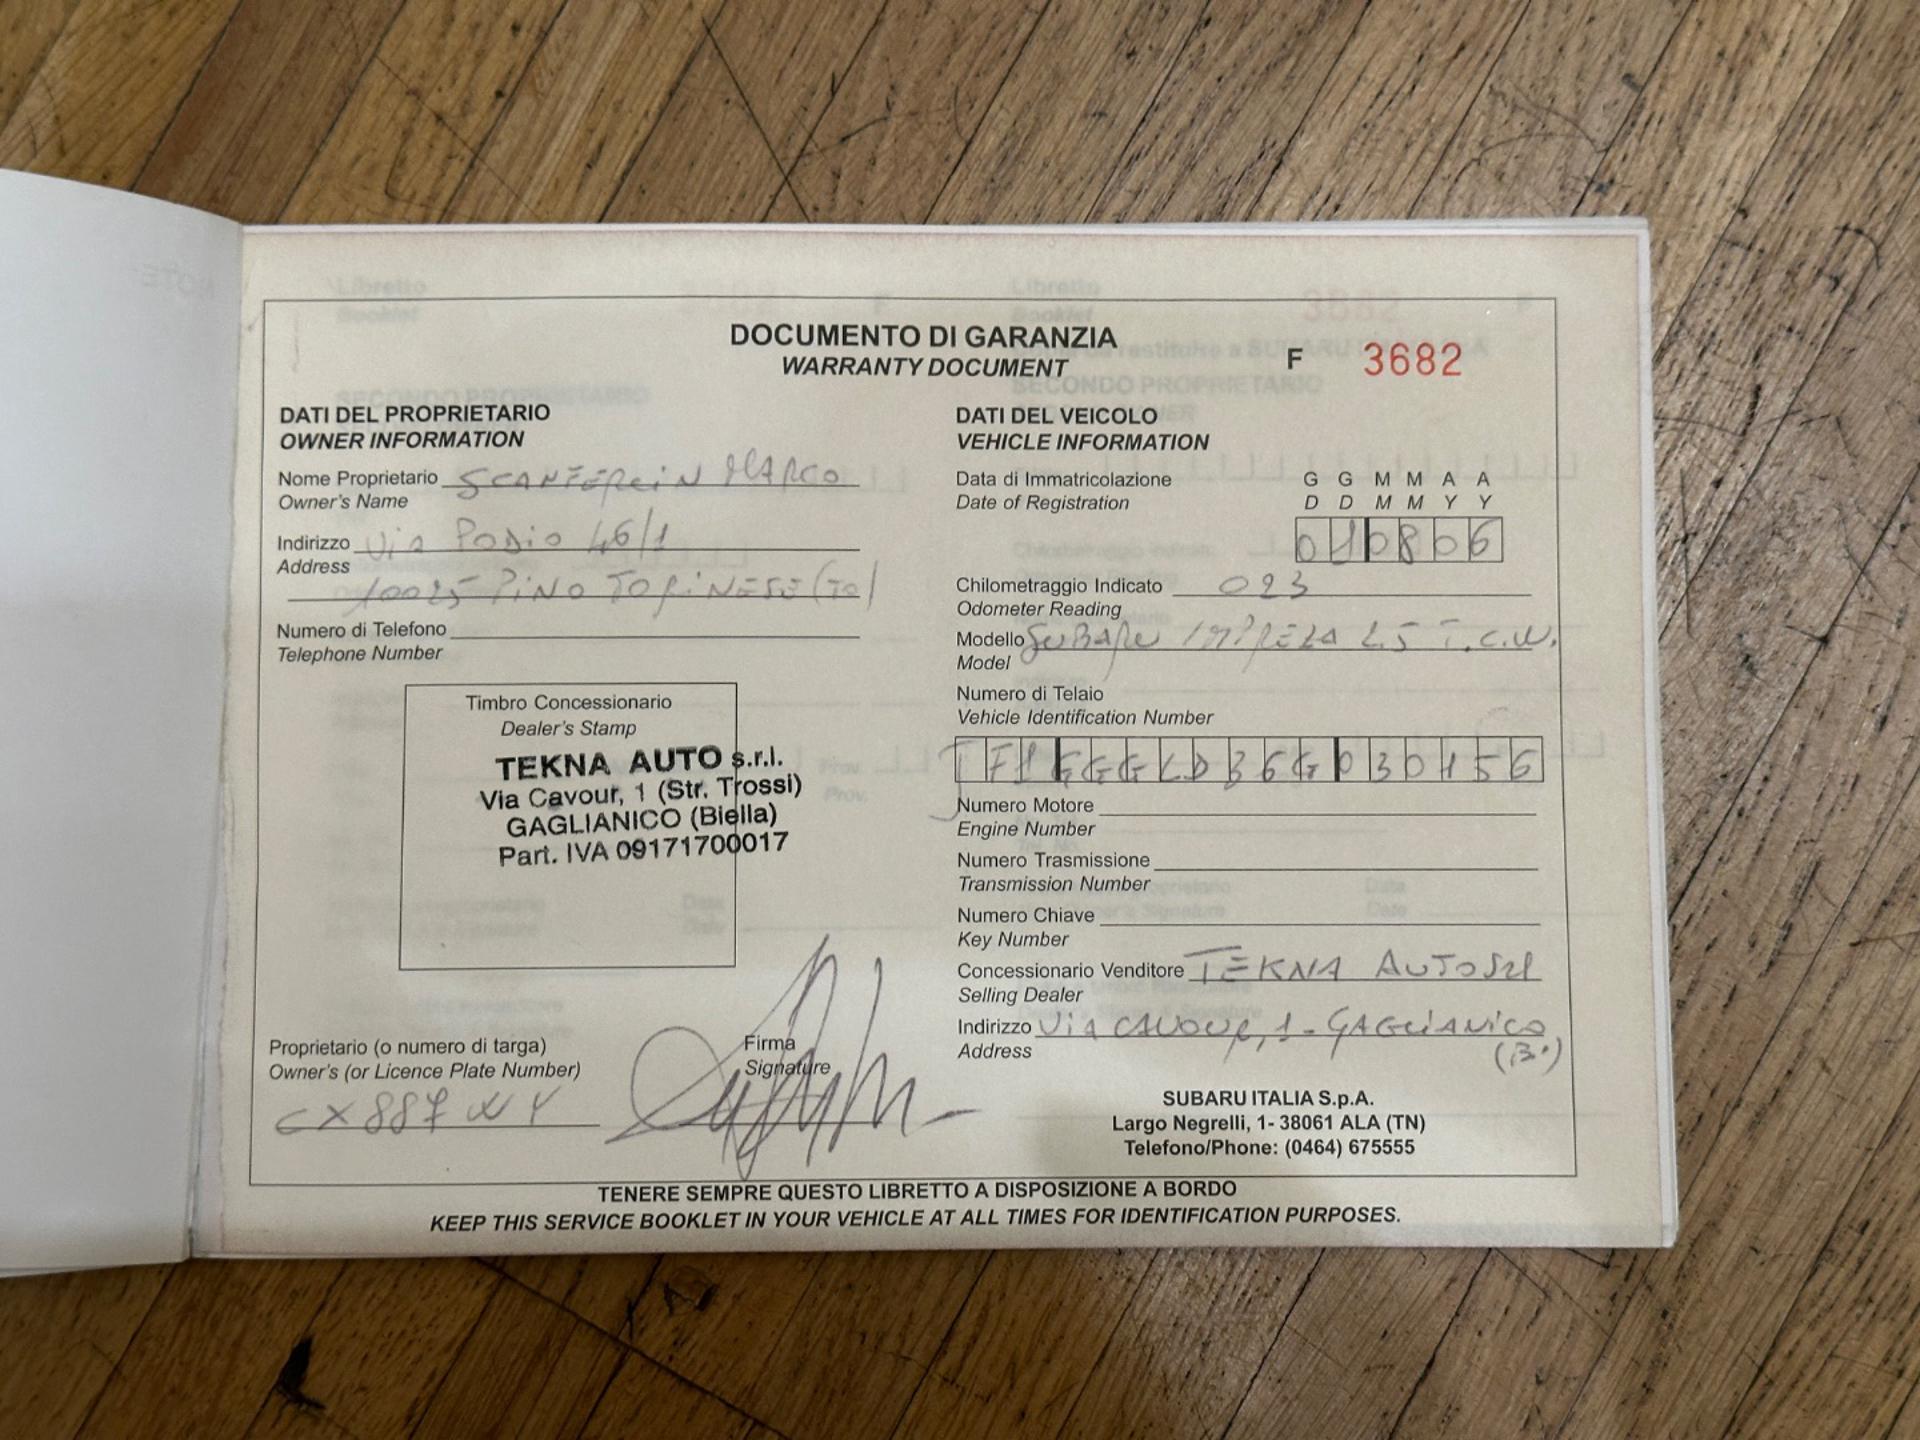 DOCUMENTO DI GARANZIA
WARRANTY DOCUMENT
F 3682
DATI DEL PROPRIETARIO
OWNER INFORMATION
Nome Proprietario SCANFERLIN MARCO
Owner's Name
Indirizzo Via Podio 46/1
Address
10025 PINO TORINESE (TO)
Numero di Telefono
Telephone Number
Timbro Concessionario
Dealer's Stamp
TEKNA AUTO s.r.l.
Via Cavour, 1 (Str. Trossi)
GAGLIANICO (Biella)
Part. IVA 09171700017
Proprietario (o numero di targa)
Owner's (or Licence Plate Number)
CX887NY
Firma
Signature
DATI DEL VEICOLO
VEHICLE INFORMATION
Data di Immatricolazione G G M M A A
Date of Registration D D M M Y Y
010806
Chilometraggio Indicato 023
Odometer Reading
Modello SUBARU IMPREZA 2.5 T.C.W.
Model
Numero di Telaio
Vehicle Identification Number
JF1GGGLD36G030156
Numero Motore
Engine Number
Numero Trasmissione
Transmission Number
Numero Chiave
Key Number
Concessionario Venditore TEKNA AUTO SRL
Selling Dealer
Indirizzo Via CAVOUR, 1 - GAGLIANICO
Address (BI)
SUBARU ITALIA S.p.A.
Largo Negrelli, 1- 38061 ALA (TN)
Telefono/Phone: (0464) 675555
TENERE SEMPRE QUESTO LIBRETTO A DISPOSIZIONE A BORDO
KEEP THIS SERVICE BOOKLET IN YOUR VEHICLE AT ALL TIMES FOR IDENTIFICATION PURPOSES.